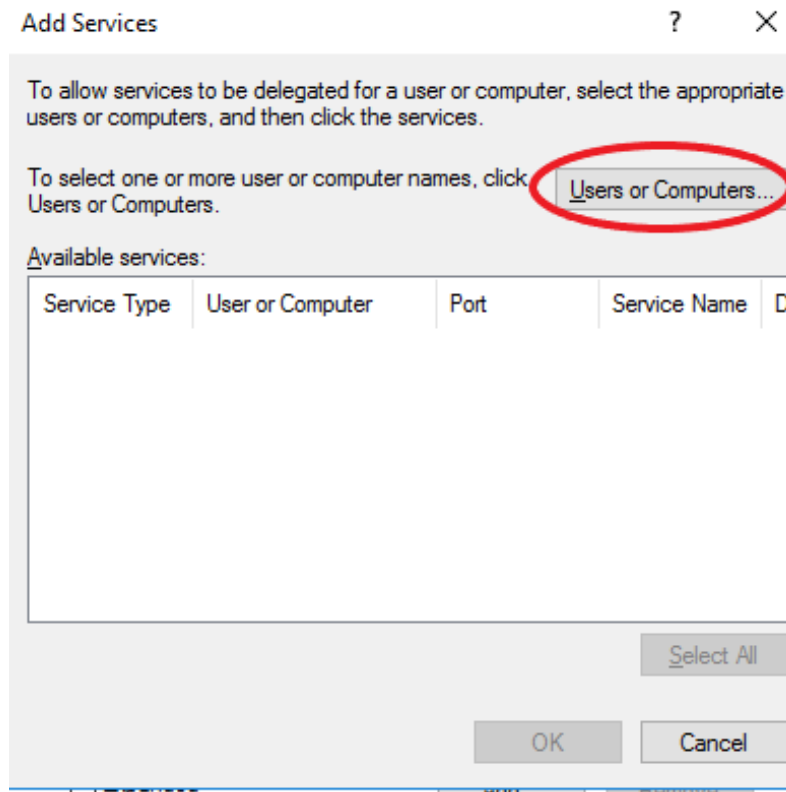 Add Services
?
To allow services to be delegated for a user or computer, select the appropriate
users or computers, and then click the services.
To select one or more user or computer names, click
Users or Computers.
Users or Computers...
Available services:
Service Type User or Computer Port Service Name D
Select All
OK Cancel